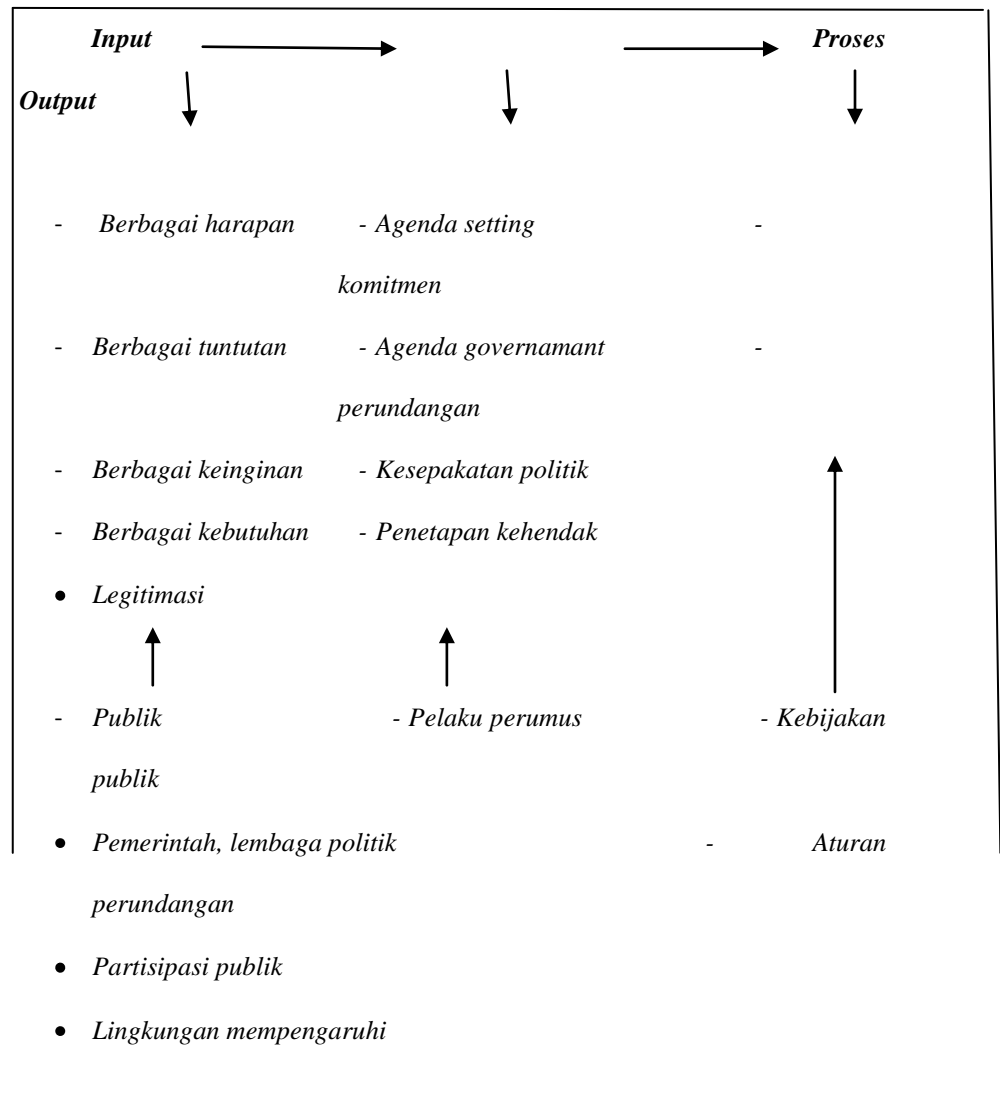 Input Proses
Output
- Berbagai harapan - Agenda setting -
komitmen
- Berbagai tuntutan - Agenda governamant -
perundangan
- Berbagai keinginan - Kesepakatan politik
- Berbagai kebutuhan - Penetapan kehendak
• Legitimasi
- Publik - Pelaku perumus - Kebijakan
publik
• Pemerintah, lembaga politik - Aturan
perundangan
• Partisipasi publik
• Lingkungan mempengaruhi